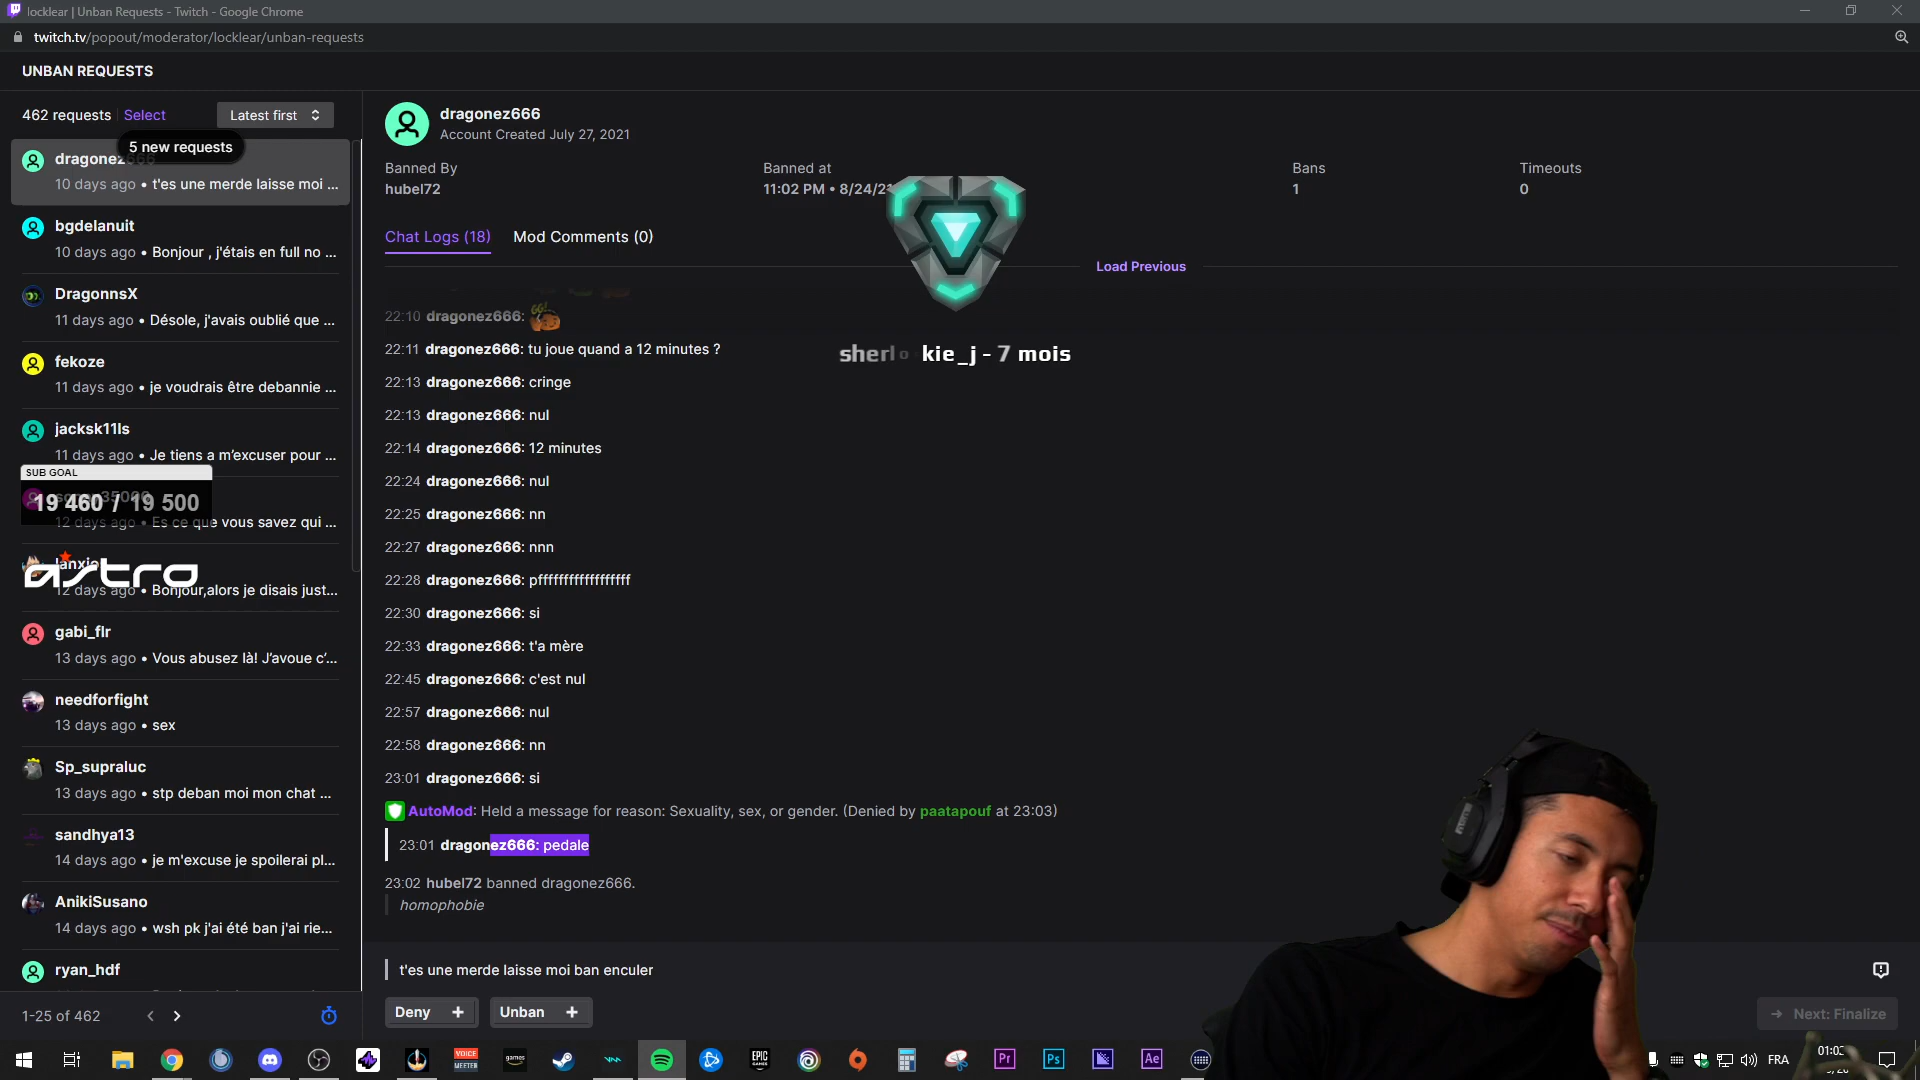 locklear | Unban Requests - Twitch - Google Chrome
twitch.tv/popout/moderator/locklear/unban-requests
UNBAN REQUESTS
462 requests
Select
Latest first
5 new requests
dragonez666
10 days ago • t'es une merde laisse moi ...
bgdelanuit
10 days ago • Bonjour , j'étais en full no ...
DragonnsX
11 days ago • Désole, j'avais oublié que ...
fekoze
11 days ago • je voudrais être debannie ...
jacksk11ls
11 days ago • Je tiens a m'excuser pour ...
SUB GOAL
19 460 / 19 500
12 days ago • Es ce que vous savez qui ...
astro
12 days ago • Bonjour,alors je disais just...
gabi_flr
13 days ago • Vous abusez là! J'avoue c'...
needforfight
13 days ago • sex
Sp_supraluc
13 days ago • stp deban moi mon chat ...
sandhya13
14 days ago • je m'excuse je spoilerai pl...
AnikiSusano
14 days ago • wsh pk j'ai été ban j'ai rie...
ryan_hdf
1-25 of 462
dragonez666
Account Created July 27, 2021
Banned By
hubel72
Banned at
11:02 PM • 8/24/21
Bans
1
Timeouts
0
Chat Logs (18)
Mod Comments (0)
Load Previous
22:10 dragonez666: GG!
kie_j - 7 mois
22:11 dragonez666: tu joue quand a 12 minutes ?
22:13 dragonez666: cringe
22:13 dragonez666: nul
22:14 dragonez666: 12 minutes
22:24 dragonez666: nul
22:25 dragonez666: nn
22:27 dragonez666: nnn
22:28 dragonez666: pffffffffffffffffff
22:30 dragonez666: si
22:33 dragonez666: t'a mère
22:45 dragonez666: c'est nul
22:57 dragonez666: nul
22:58 dragonez666: nn
23:01 dragonez666: si
AutoMod: Held a message for reason: Sexuality, sex, or gender. (Denied by paatapouf at 23:03)
23:01 dragonez666: pedale
23:02 hubel72 banned dragonez666.
homophobie
t'es une merde laisse moi ban enculer
Deny
Unban
Next: Finalize
VOICE MEETER
games
EPIC GAMES
Pr
Ps
Ae
FRA